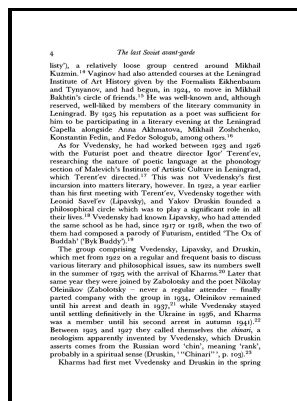 4 The last Soviet avant-garde
listy'), a relatively loose group centred around Mikhail
Kuzmin.14 Vaginov had also attended courses at the Leningrad
Institute of Art History given by the Formalists Eikhenbaum
and Tynyanov, and had begun, in 1924, to move in Mikhail
Bakhtin's circle of friends.15 He was well-known and, although
reserved, well-liked by members of the literary community in
Leningrad. By 1925 his reputation as a poet was sufficient for
him to be participating in a literary evening at the Leningrad
Capella alongside Anna Akhmatova, Mikhail Zoshchenko,
Konstantin Fedin, and Fedor Sologub, among others.16
As for Vvedensky, he had worked between 1923 and 1926
with the Futurist poet and theatre director Igor' Terent'ev,
researching the nature of poetic language at the phonology
section of Malevich's Institute of Artistic Culture in Leningrad,
which Terent'ev directed.17 This was not Vvedensky's first
incursion into matters literary, however. In 1922, a year earlier
than his first meeting with Terent'ev, Vvedensky together with
Leonid Savel'ev (Lipavsky), and Yakov Druskin founded a
philosophical circle which was to play a significant role in all
their lives.18 Vvedensky had known Lipavsky, who had attended
the same school as he had, since 1917 or 1918, when the two of
them had composed a parody of Futurism, entitled 'The Ox of
Buddah' ('Byk Buddy').19
The group comprising Vvedensky, Lipavsky, and Druskin,
which met from 1922 on a regular and frequent basis to discuss
various literary and philosophical issues, saw its numbers swell
in the summer of 1925 with the arrival of Kharms.20 Later that
same year they were joined by Zabolotsky and the poet Nikolay
Oleinikov (Zabolotsky – never a regular attender – finally
parted company with the group in 1934, Oleinikov remained
until his arrest and death in 1937,21 while Vvedensky stayed
until settling definitively in the Ukraine in 1936, and Kharms
was a member until his second arrest in autumn 1941).22
Between 1925 and 1927 they called themselves the chinari, a
neologism apparently invented by Vvedensky, which Druskin
asserts comes from the Russian word 'chin', meaning 'rank',
probably in a spiritual sense (Druskin, '"Chinari"', p. 103).23
Kharms had first met Vvedensky and Druskin in the spring